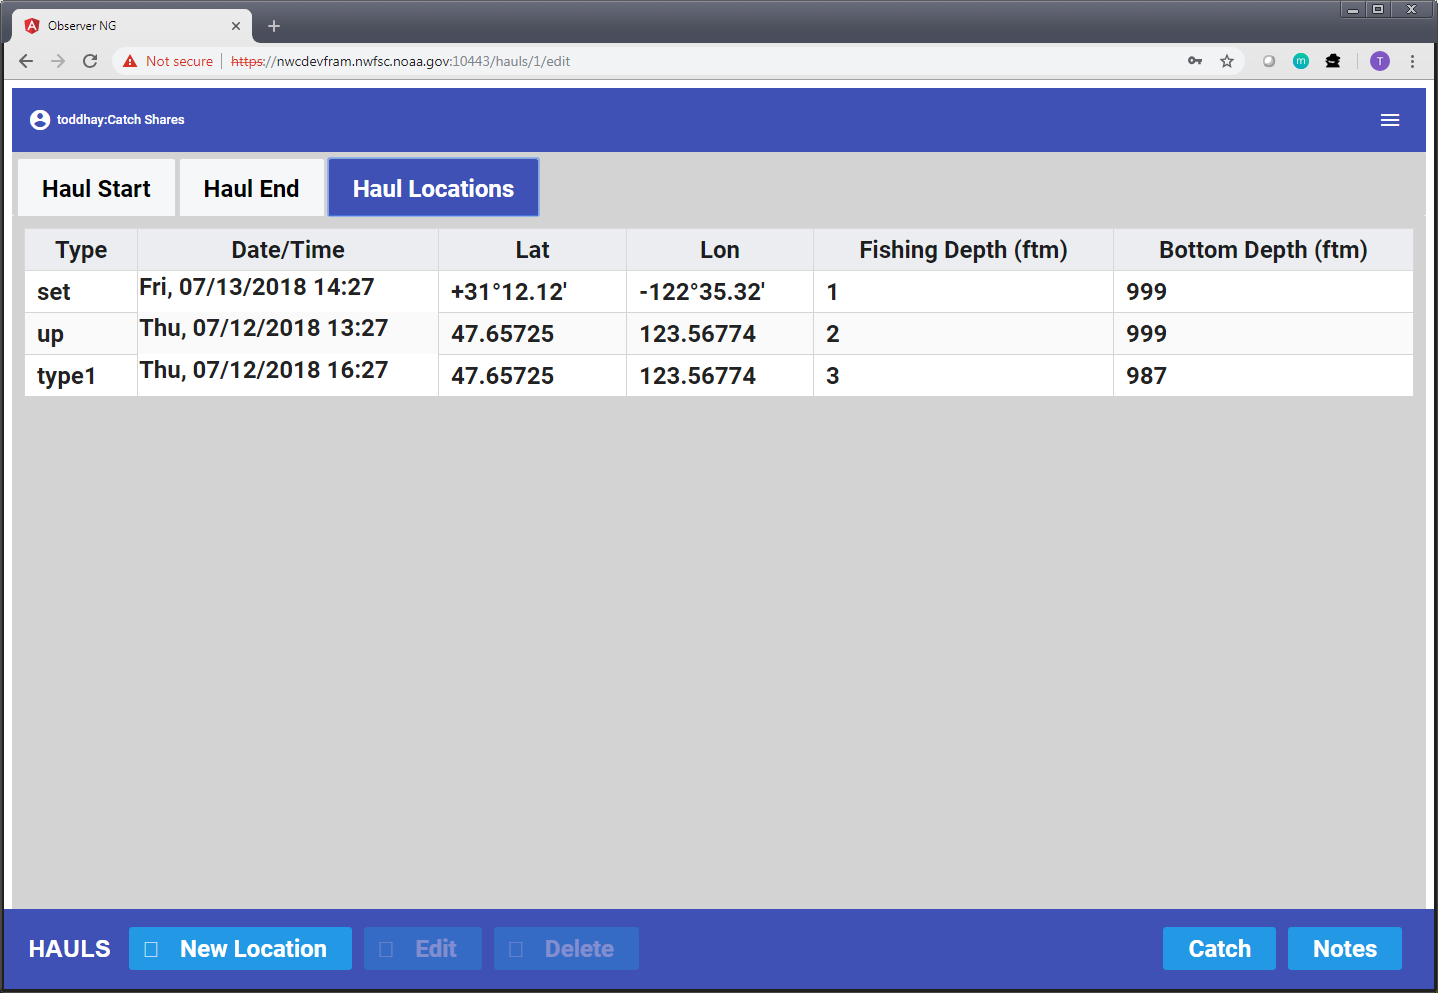 Observer NG
Not secure https://nwcdevfram.nwfsc.noaa.gov:10443/hauls/1/edit
m
T
toddhay:Catch Shares
Haul Start Haul End Haul Locations
Type Date/Time Lat Lon Fishing Depth (ftm) Bottom Depth (ftm)
set Fri, 07/13/2018 14:27 +31°12.12' -122°35.32' 1 999
up Thu, 07/12/2018 13:27 47.65725 123.56774 2 999
type1 Thu, 07/12/2018 16:27 47.65725 123.56774 3 987
HAULS New Location Edit Delete Catch Notes